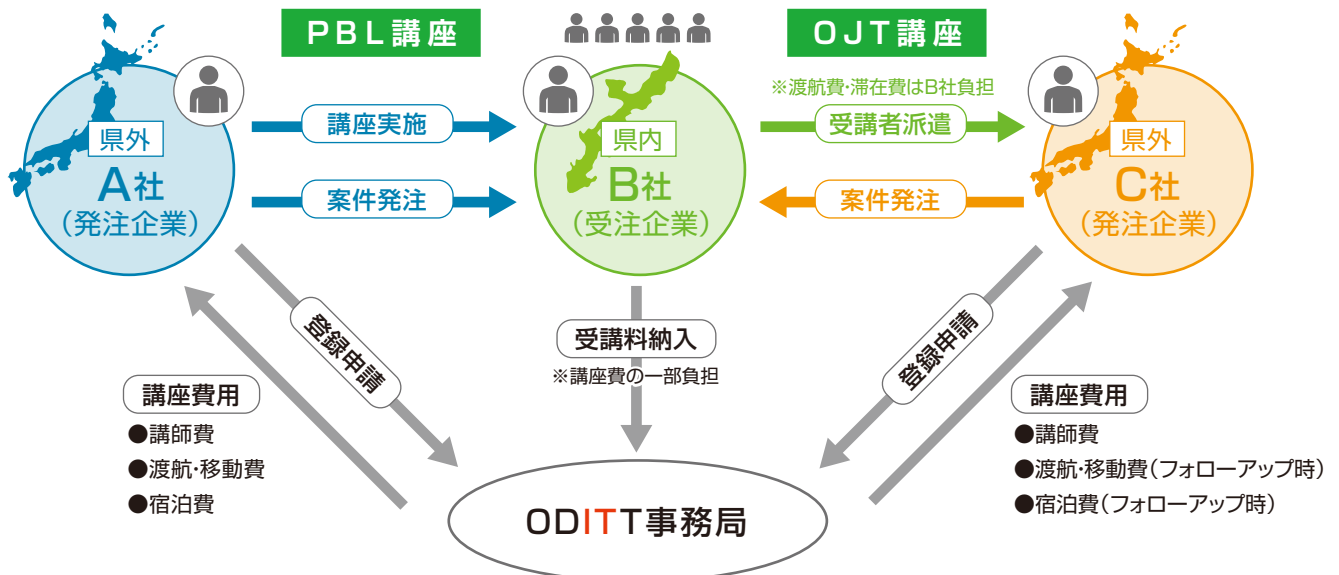 PBL講座
OJT講座
※渡航費・滞在費はB社負担
県外
A社
(発注企業)
講座実施
案件発注
県内
B社
(受注企業)
受講者派遣
案件発注
県外
C社
(発注企業)
登録申請
受講料納入
※講座費の一部負担
登録申請
講座費用
●講師費
●渡航・移動費
●宿泊費
講座費用
●講師費
●渡航・移動費(フォローアップ時)
●宿泊費(フォローアップ時)
ODITT事務局